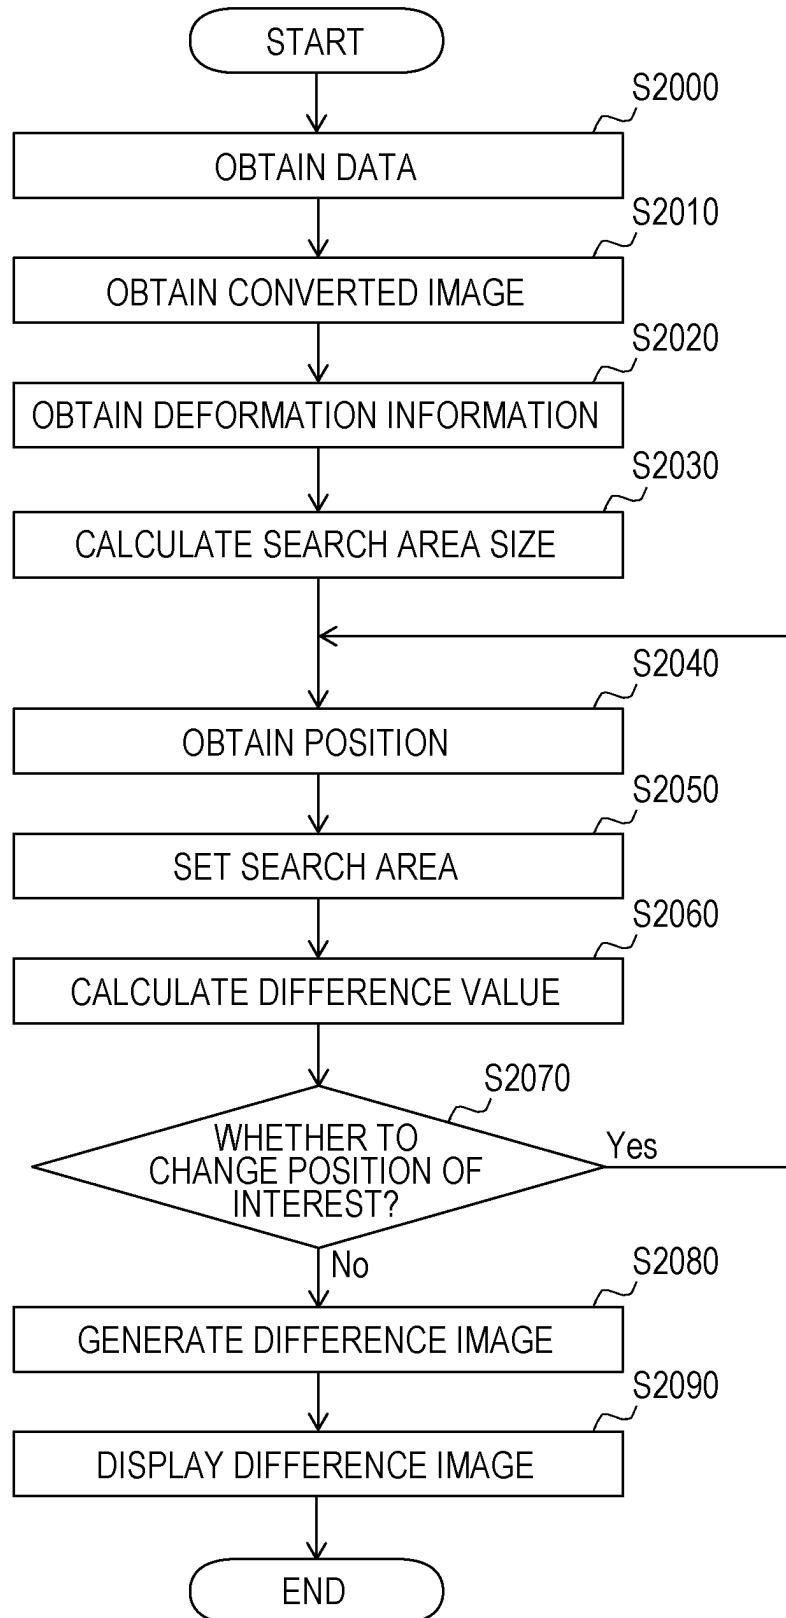 START
S2000
OBTAIN DATA
S2010
OBTAIN CONVERTED IMAGE
S2020
OBTAIN DEFORMATION INFORMATION
S2030
CALCULATE SEARCH AREA SIZE
S2040
OBTAIN POSITION
S2050
SET SEARCH AREA
S2060
CALCULATE DIFFERENCE VALUE
S2070
WHETHER TO
CHANGE POSITION OF
INTEREST?
Yes
No
S2080
GENERATE DIFFERENCE IMAGE
S2090
DISPLAY DIFFERENCE IMAGE
END